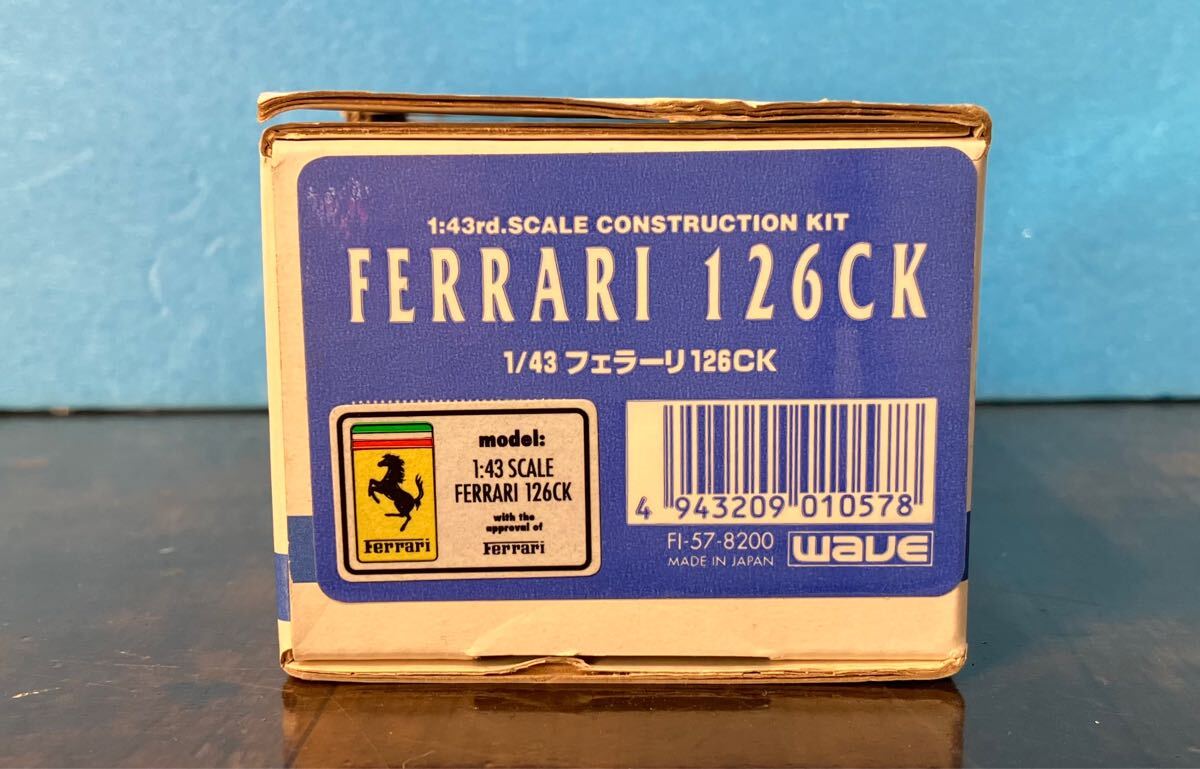 1:43rd.SCALE CONSTRUCTION KIT
FERRARI 126CK
1/43 フェラーリ 126CK
model:
1:43 SCALE
FERRARI 126CK
with the
approval of
Ferrari
Ferrari
4 943209 010578
FI-57-8200
MADE IN JAPAN
wave